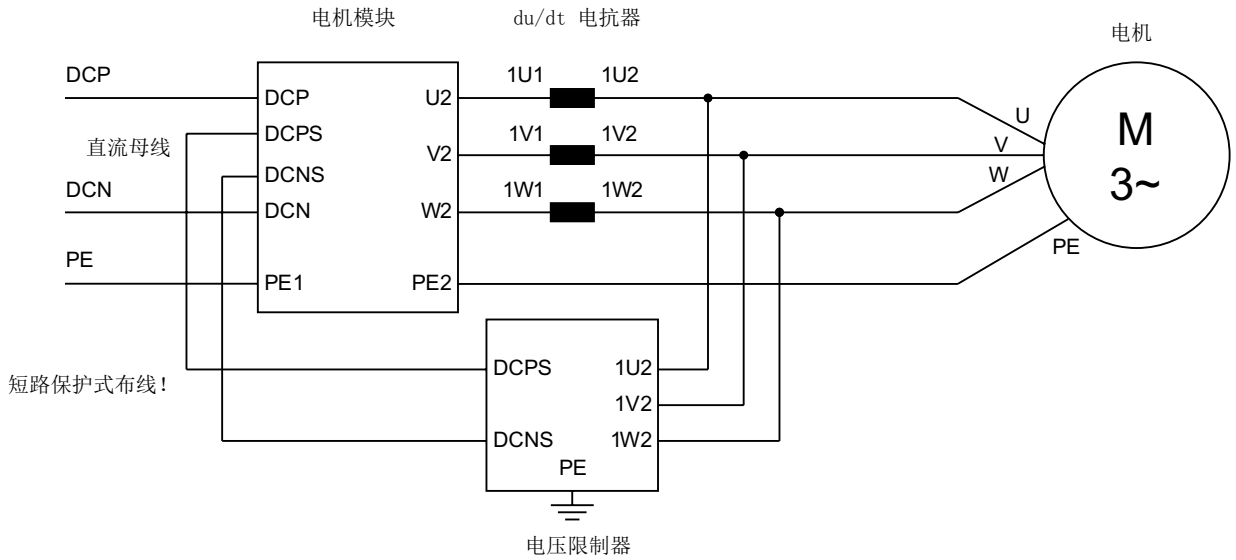 电机模块
du/dt 电抗器
电机
DCP
直流母线
DCN
PE
DCP
DCPS
DCNS
DCN
PE1
U2
V2
W2
PE2
1U1
1U2
1V1
1V2
1W1
1W2
U
V
W
PE
M
3~
短路保护式布线!
DCPS
DCNS
1U2
1V2
1W2
PE
电压限制器